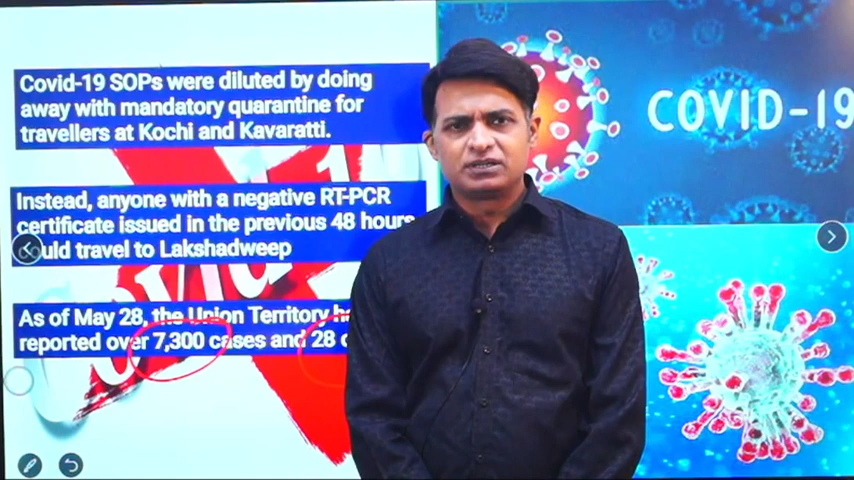 Covid-19 SOPs were diluted by doing
away with mandatory quarantine for
travellers at Kochi and Kavaratti.
Instead, anyone with a negative RT-PCR
certificate issued in the previous 48 hours
could travel to Lakshadweep
As of May 28, the Union Territory
reported over 7,300 cases and 28
COVID-19